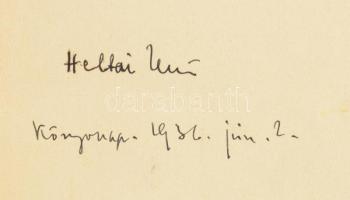 Heltai Jenő
darabanth
Könyvnap. 1936. jún. 2.